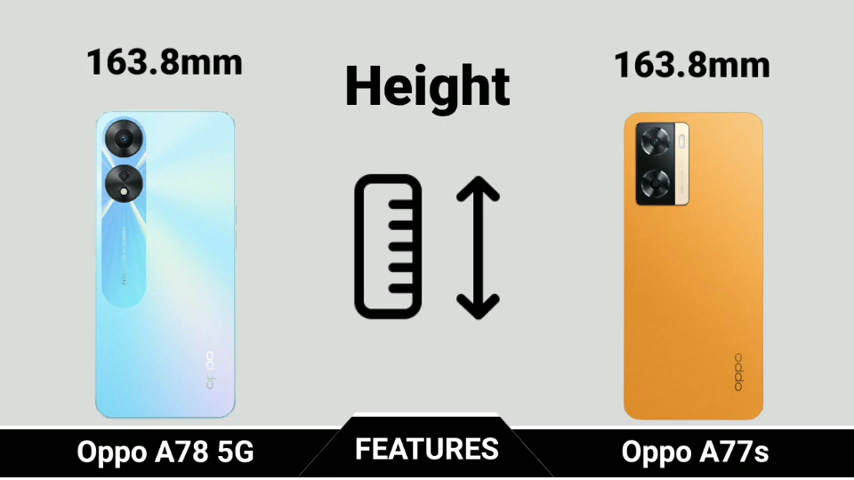 163.8mm
Height
163.8mm
oppo
oppo
Oppo A78 5G
FEATURES
Oppo A77s